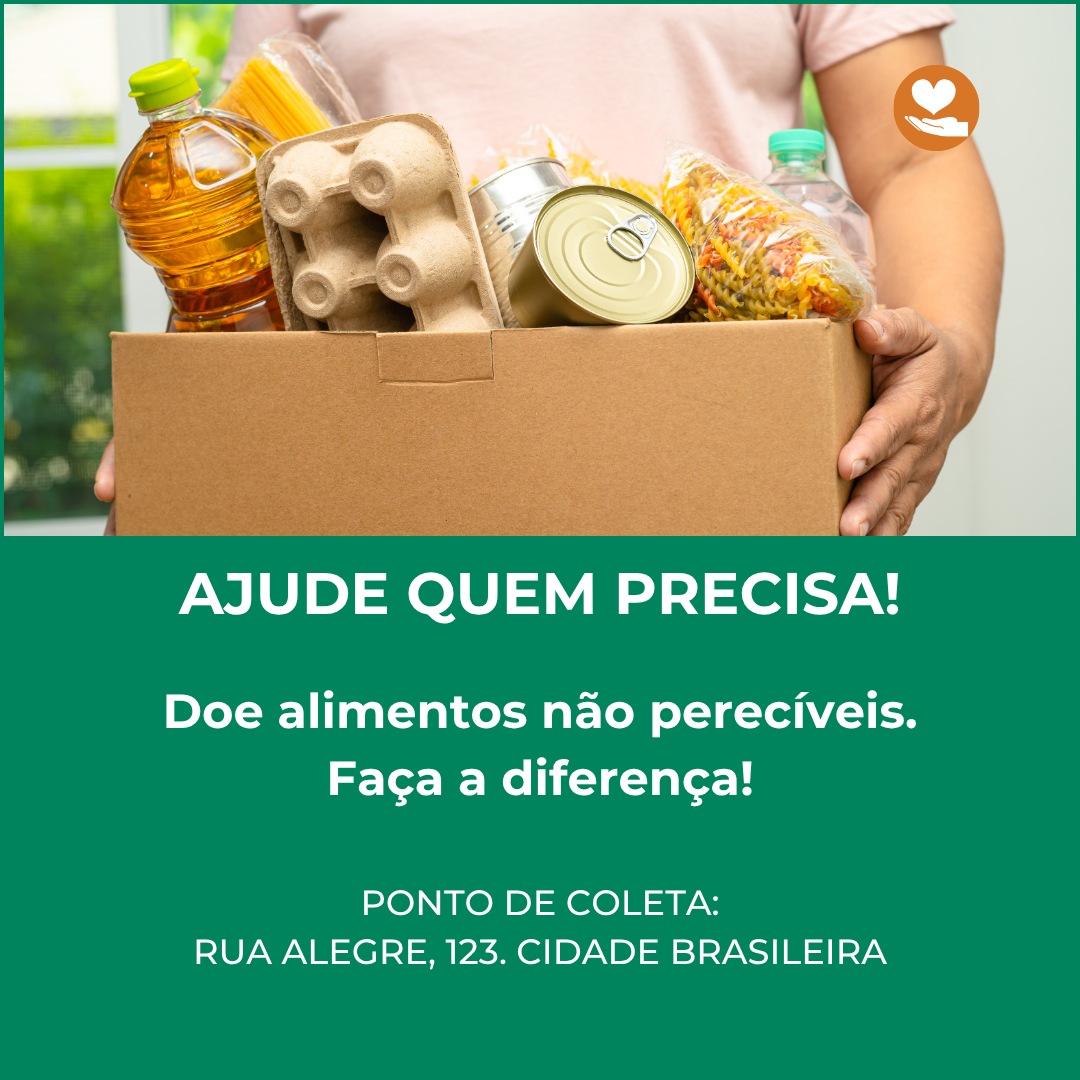 AJUDE QUEM PRECISA!
Doe alimentos não perecíveis.
Faça a diferença!
PONTO DE COLETA:
RUA ALEGRE, 123. CIDADE BRASILEIRA